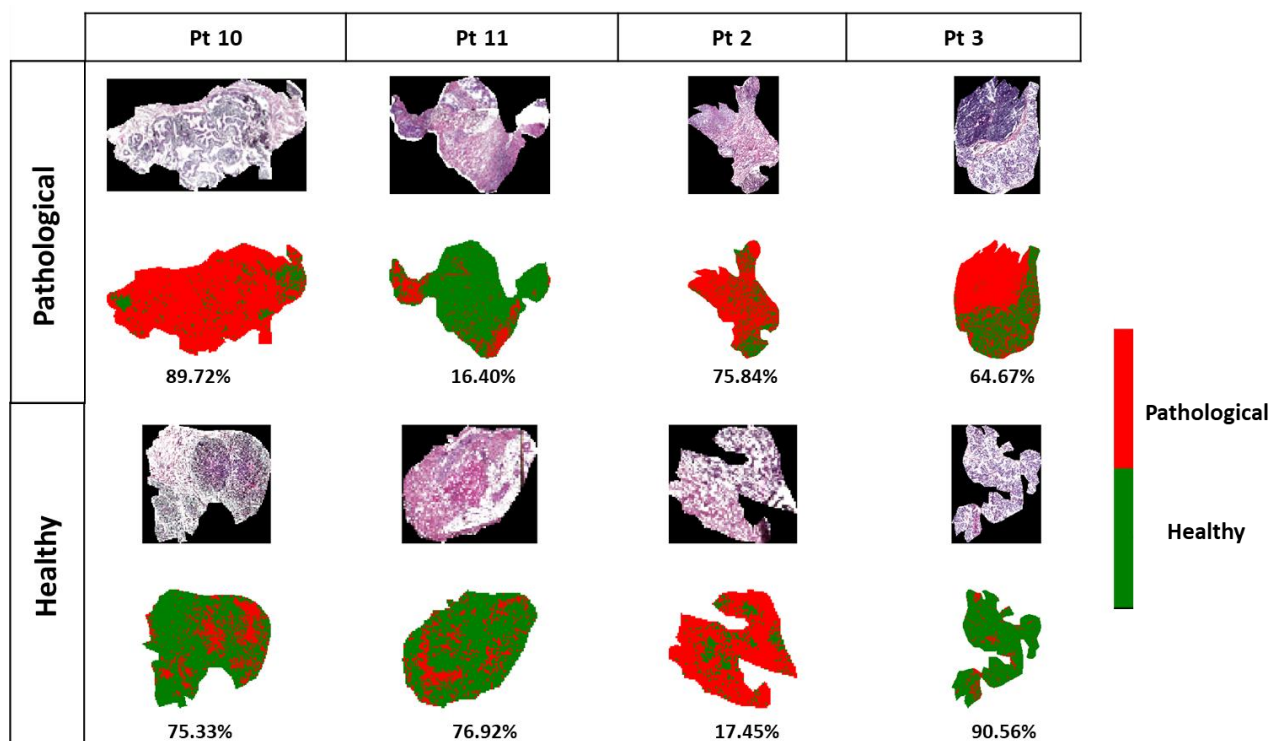 Pt 10 Pt 11 Pt 2 Pt 3
Pathological
89.72% 16.40% 75.84% 64.67%
Healthy
75.33% 76.92% 17.45% 90.56%
Pathological
Healthy